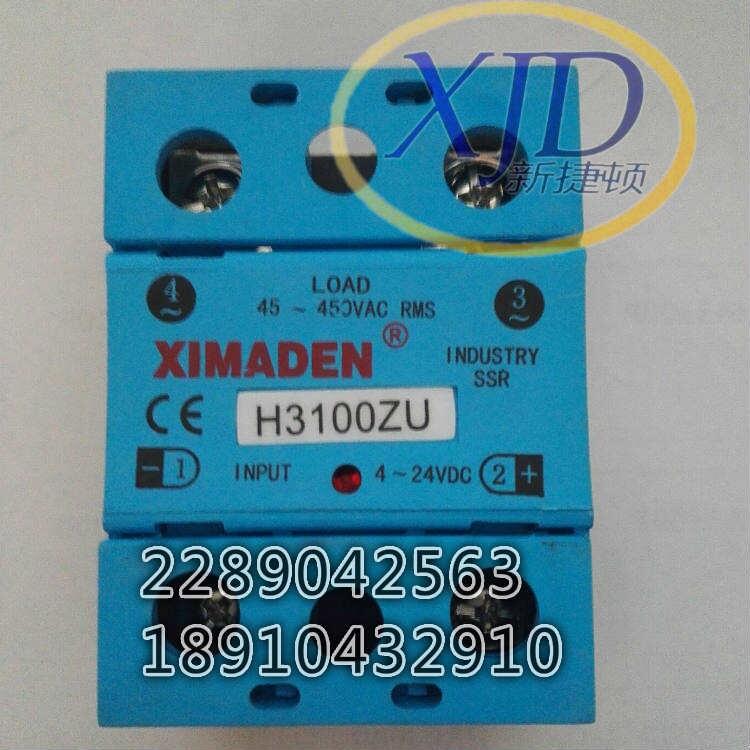 XJD
新捷顿
4
~
LOAD
45 ~ 450VAC RMS
3
~
XIMADEN®
INDUSTRY
SSR
CE
H3100ZU
- 1
INPUT
4~24VDC
2 +
2289042563
18910432910